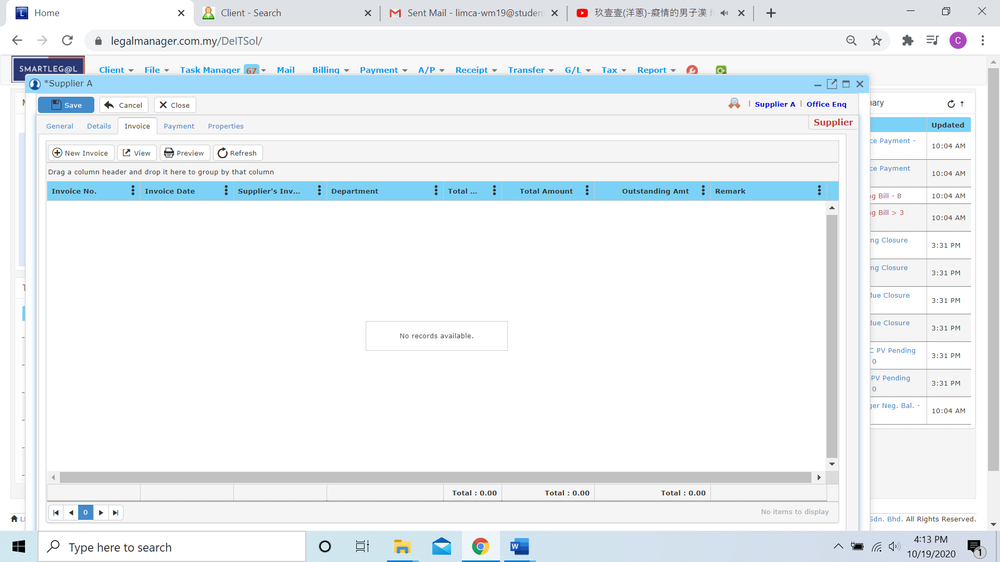 Home
Client - Search
Sent Mail - limca-wm19@student
玖壹壹(洋蔥)-癡情的男子漢 f
legalmanager.com.my/DeITSol/
C
SMARTLEG@L
Client File Task Manager 67 Mail Billing Payment A/P Receipt Transfer G/L Tax Report
*Supplier A
Save Cancel Close
Supplier A | Office Enq
General Details Invoice Payment Properties
Supplier
New Invoice View Preview Refresh
Drag a column header and drop it here to group by that column
Invoice No. Invoice Date Supplier's Inv... Department Total ... Total Amount Outstanding Amt Remark
No records available.
Total : 0.00 Total : 0.00 Total : 0.00
0
No items to display
nary
Updated
ce Payment - 10:04 AM
ce Payment 10:04 AM
ng Bill - 8 10:04 AM
ng Bill > 3 10:04 AM
ng Closure 3:31 PM
ng Closure 3:31 PM
due Closure 3:31 PM
due Closure 3:31 PM
C PV Pending
0 3:31 PM
PV Pending
0 3:31 PM
ger Neg. Bal. - 10:04 AM
Sdn. Bhd. All Rights Reserved.
Type here to search
4:13 PM
10/19/2020
1